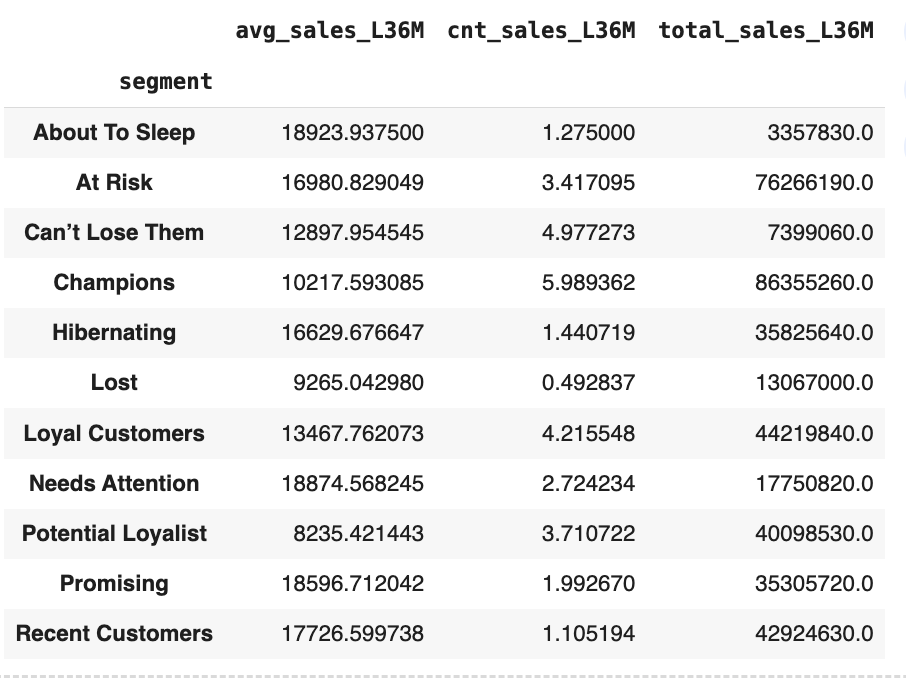 avg_sales_L36M cnt_sales_L36M total_sales_L36M
segment
About To Sleep 18923.937500 1.275000 3357830.0
At Risk 16980.829049 3.417095 76266190.0
Can’t Lose Them 12897.954545 4.977273 7399060.0
Champions 10217.593085 5.989362 86355260.0
Hibernating 16629.676647 1.440719 35825640.0
Lost 9265.042980 0.492837 13067000.0
Loyal Customers 13467.762073 4.215548 44219840.0
Needs Attention 18874.568245 2.724234 17750820.0
Potential Loyalist 8235.421443 3.710722 40098530.0
Promising 18596.712042 1.992670 35305720.0
Recent Customers 17726.599738 1.105194 42924630.0